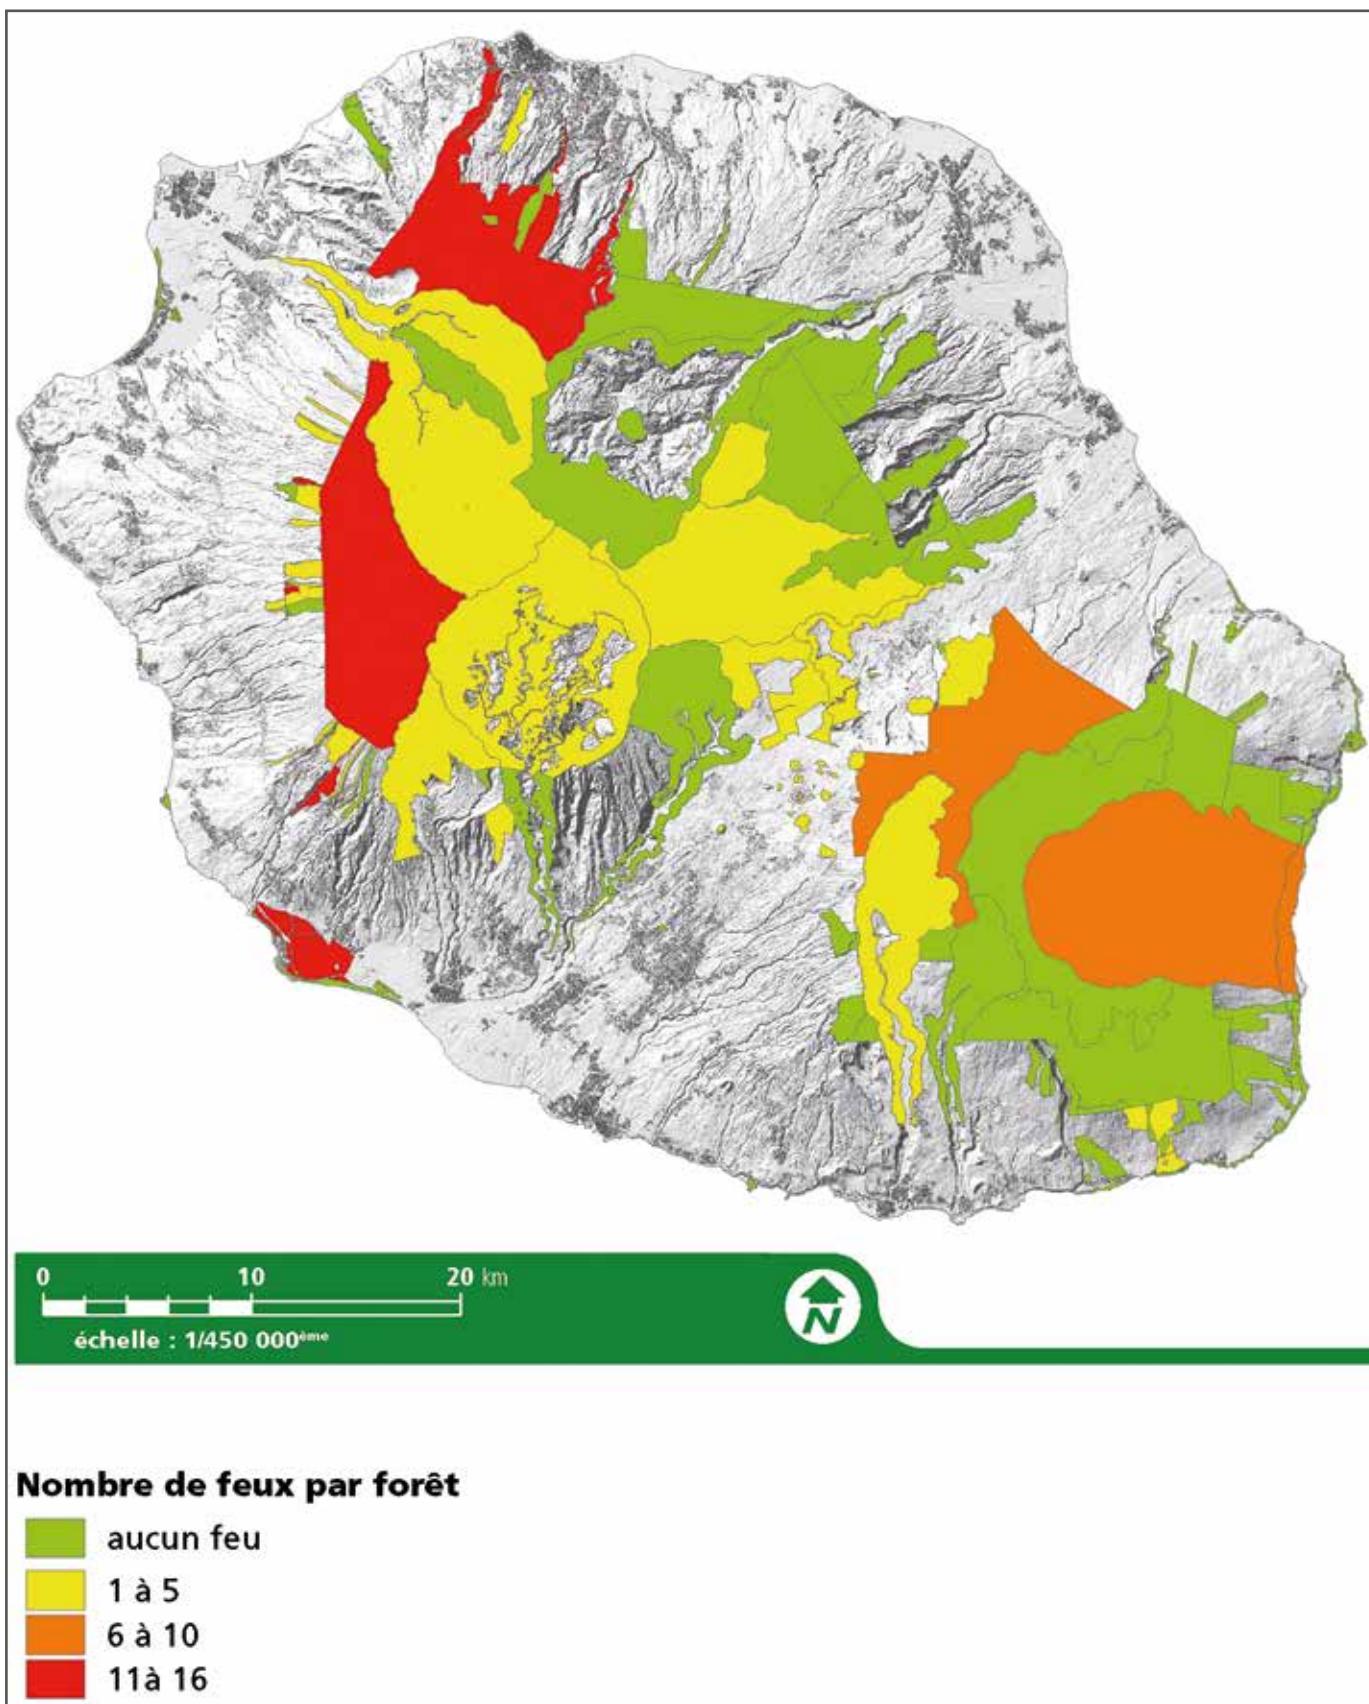 0 10 20 km
échelle : 1/450 000ème
N
Nombre de feux par forêt
aucun feu
1 à 5
6 à 10
11à 16